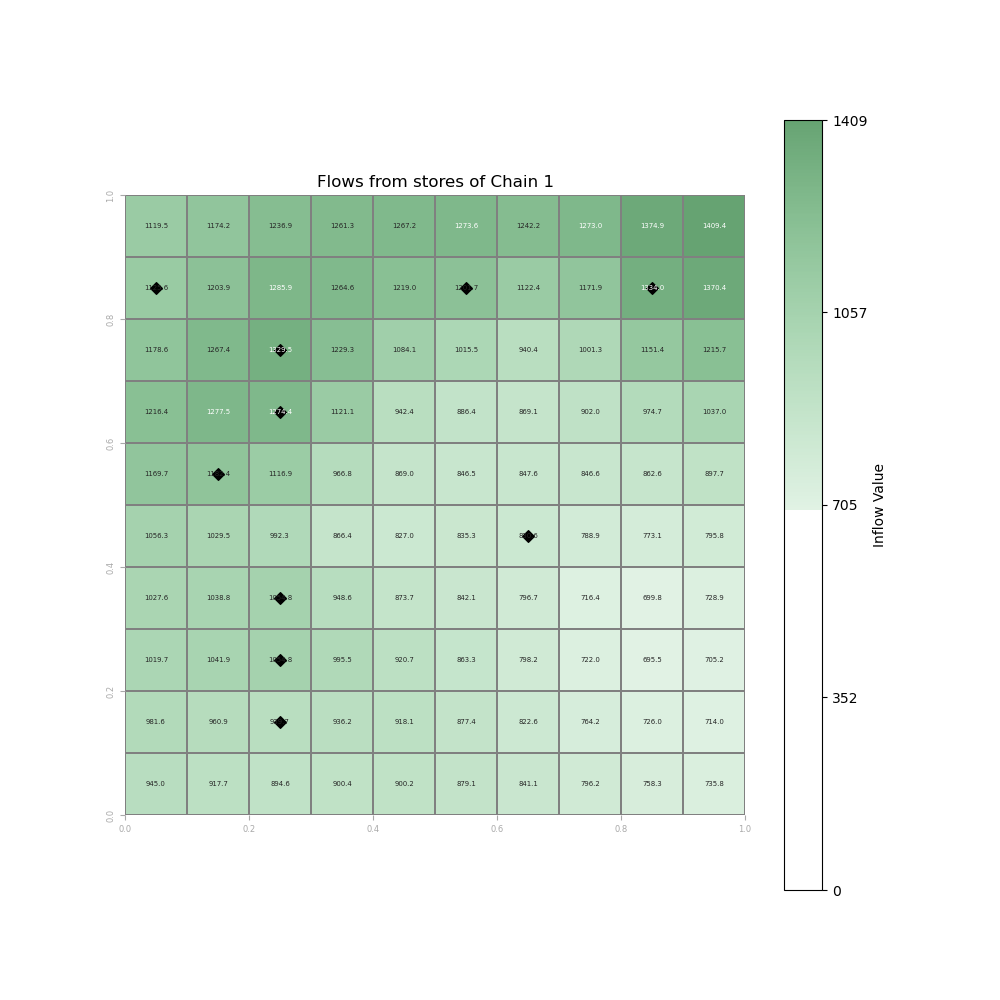 Flows from stores of Chain 1
1.0
1119.5 1174.2 1236.9 1261.3 1267.2 1273.6 1242.2 1273.0 1374.9 1409.4
1203.9 1285.9 1264.6 1219.0 1122.4 1171.9 1370.4
0.8
1178.6 1267.4 1229.3 1084.1 1015.5 940.4 1001.3 1151.4 1215.7
1216.4 1277.5 1121.1 942.4 886.4 869.1 902.0 974.7 1037.0
0.6
1169.7 1116.9 966.8 869.0 846.5 847.6 846.6 862.6 897.7
1056.3 1029.5 992.3 866.4 827.0 835.3 788.9 773.1 795.8
0.4
1027.6 1038.8 948.6 873.7 842.1 796.7 716.4 699.8 728.9
1019.7 1041.9 995.5 920.7 863.3 798.2 722.0 695.5 705.2
0.2
981.6 960.9 936.2 918.1 877.4 822.6 764.2 726.0 714.0
945.0 917.7 894.6 900.4 900.2 879.1 841.1 796.2 758.3 735.8
0.0
0.0 0.2 0.4 0.6 0.8 1.0
1409
1057
705
352
0
Inflow Value